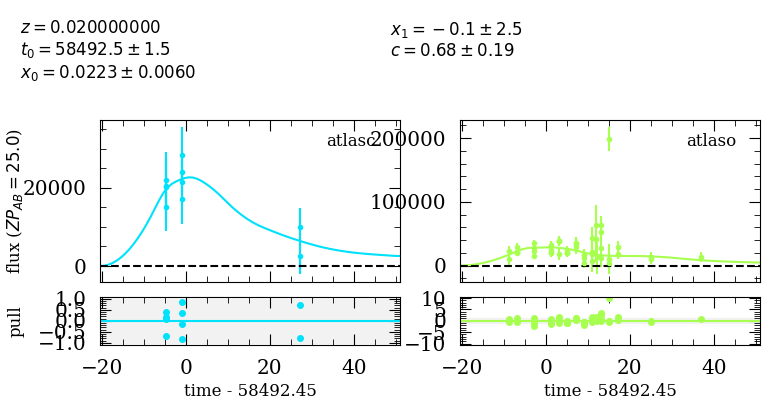 z = 0.020000000
t₀ = 58492.5 ± 1.5
x₀ = 0.0223 ± 0.0060
x₁ = −0.1 ± 2.5
c = 0.68 ± 0.19
flux (ZP_AB = 25.0)
20000
0
atlasc
200000
100000
0
atlaso
pull
1.0
0.5
0.0
−0.5
−1.0
10
5
0
−5
−10
−20 0 20 40
−20 0 20 40
time - 58492.45
time - 58492.45